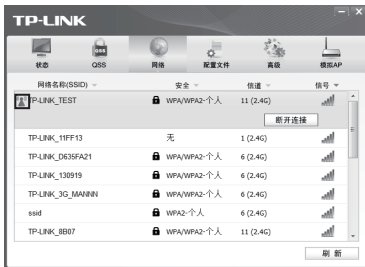 TP-LINK
QSS
状态 QSS 网络 配置文件 高级 模拟AP
网络名称(SSID) 安全 信道 信号
TP-LINK_TEST WPA/WPA2-个人 11 (2.4G)
断开连接
TP-LINK_11FF13 无 1 (2.4G)
TP-LINK_D635FA21 WPA/WPA2-个人 6 (2.4G)
TP-LINK_130919 WPA/WPA2-个人 6 (2.4G)
TP-LINK_3G_MANNN WPA/WPA2-个人 6 (2.4G)
ssid WPA2-个人 6 (2.4G)
TP-LINK_8B07 WPA/WPA2-个人 11 (2.4G)
刷 新